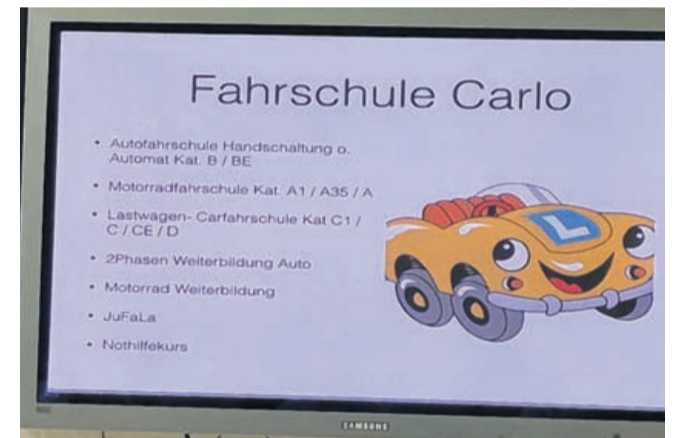 Fahrschule Carlo
• Autofahrschule Handschaltung o.
Automat Kat. B / BE
• Motorradfahrschule Kat. A1 / A35 / A
• Lastwagen- Carfahrschule Kat C1 /
C / CE / D
• 2Phasen Weiterbildung Auto
• Motorrad Weiterbildung
• JuFaLa
• Nothilfekurs
L
SAMSUNG